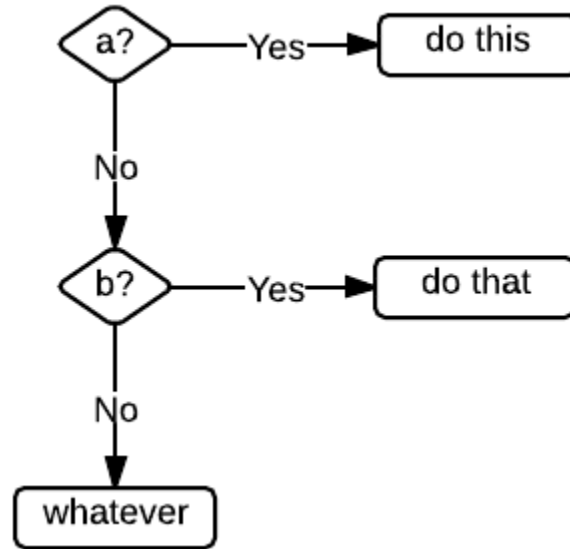 a?
Yes
do this
No
b?
Yes
do that
No
whatever